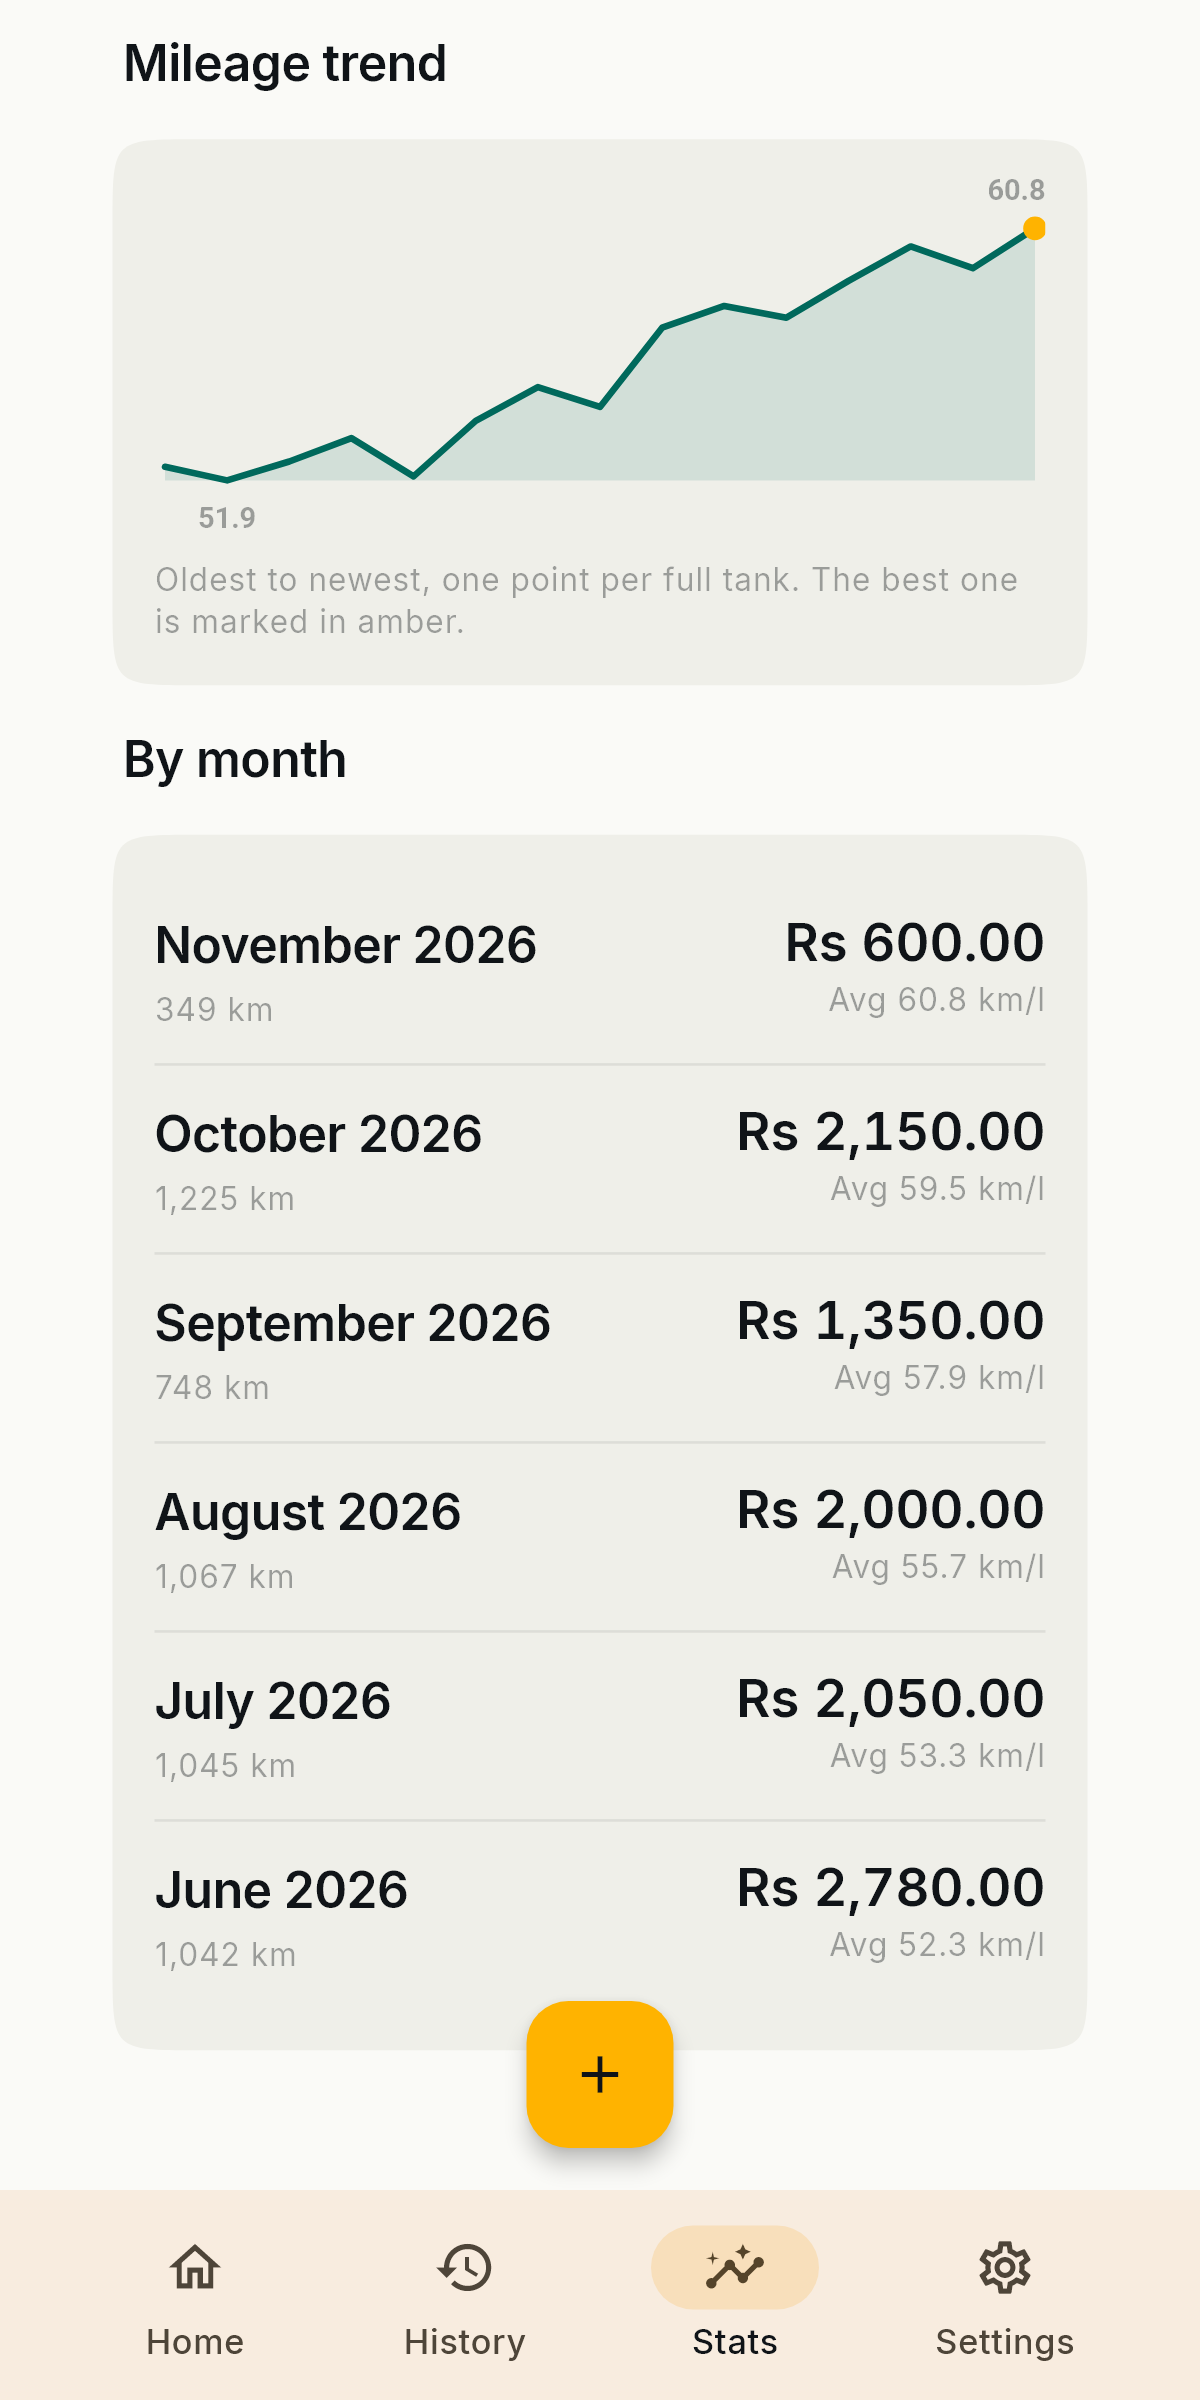 Mileage trend
60.8
51.9
Oldest to newest, one point per full tank. The best one
is marked in amber.
By month
November 2026
Rs 600.00
349 km
Avg 60.8 km/l
October 2026
Rs 2,150.00
1,225 km
Avg 59.5 km/l
September 2026
Rs 1,350.00
748 km
Avg 57.9 km/l
August 2026
Rs 2,000.00
1,067 km
Avg 55.7 km/l
July 2026
Rs 2,050.00
1,045 km
Avg 53.3 km/l
June 2026
Rs 2,780.00
1,042 km
Avg 52.3 km/l
Home
History
Stats
Settings